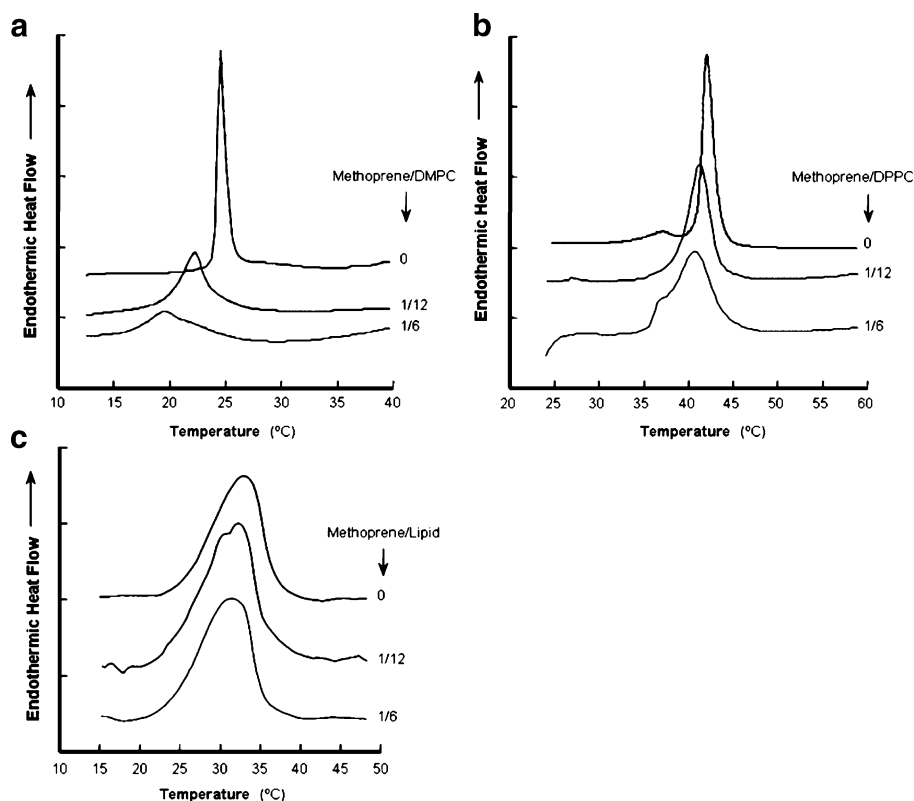 a
Endothermic Heat Flow
Methoprene/DMPC
0
1/12
1/6
10 15 20 25 30 35 40
Temperature (ºC)
b
Endothermic Heat Flow
Methoprene/DPPC
0
1/12
1/6
20 25 30 35 40 45 50 55 60
Temperature (ºC)
c
Endothermic Heat Flow
Methoprene/Lipid
0
1/12
1/6
10 15 20 25 30 35 40 45 50
Temperature (ºC)